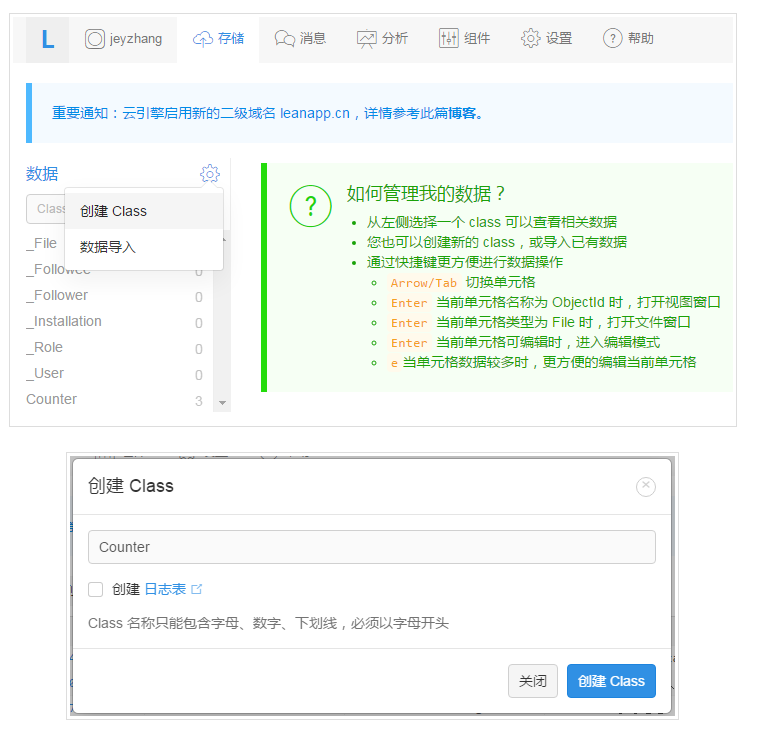 L jeyzhang 存储 消息 分析 组件 设置 帮助
重要通知：云引擎启用新的二级域名 leanapp.cn，详情参考此篇博客。
数据
Class
创建 Class
数据导入
_File
_Followee 0
_Follower 0
_Installation 0
_Role 0
_User 0
Counter 3
如何管理我的数据？
从左侧选择一个 class 可以查看相关数据
您也可以创建新的 class，或导入已有数据
通过快捷键更方便进行数据操作
Arrow/Tab 切换单元格
Enter 当前单元格名称为 ObjectId 时，打开视图窗口
Enter 当前单元格类型为 File 时，打开文件窗口
Enter 当前单元格可编辑时，进入编辑模式
e 当单元格数据较多时，更方便的编辑当前单元格
创建 Class
Counter
创建 日志表
Class 名称只能包含字母、数字、下划线，必须以字母开头
关闭 创建 Class